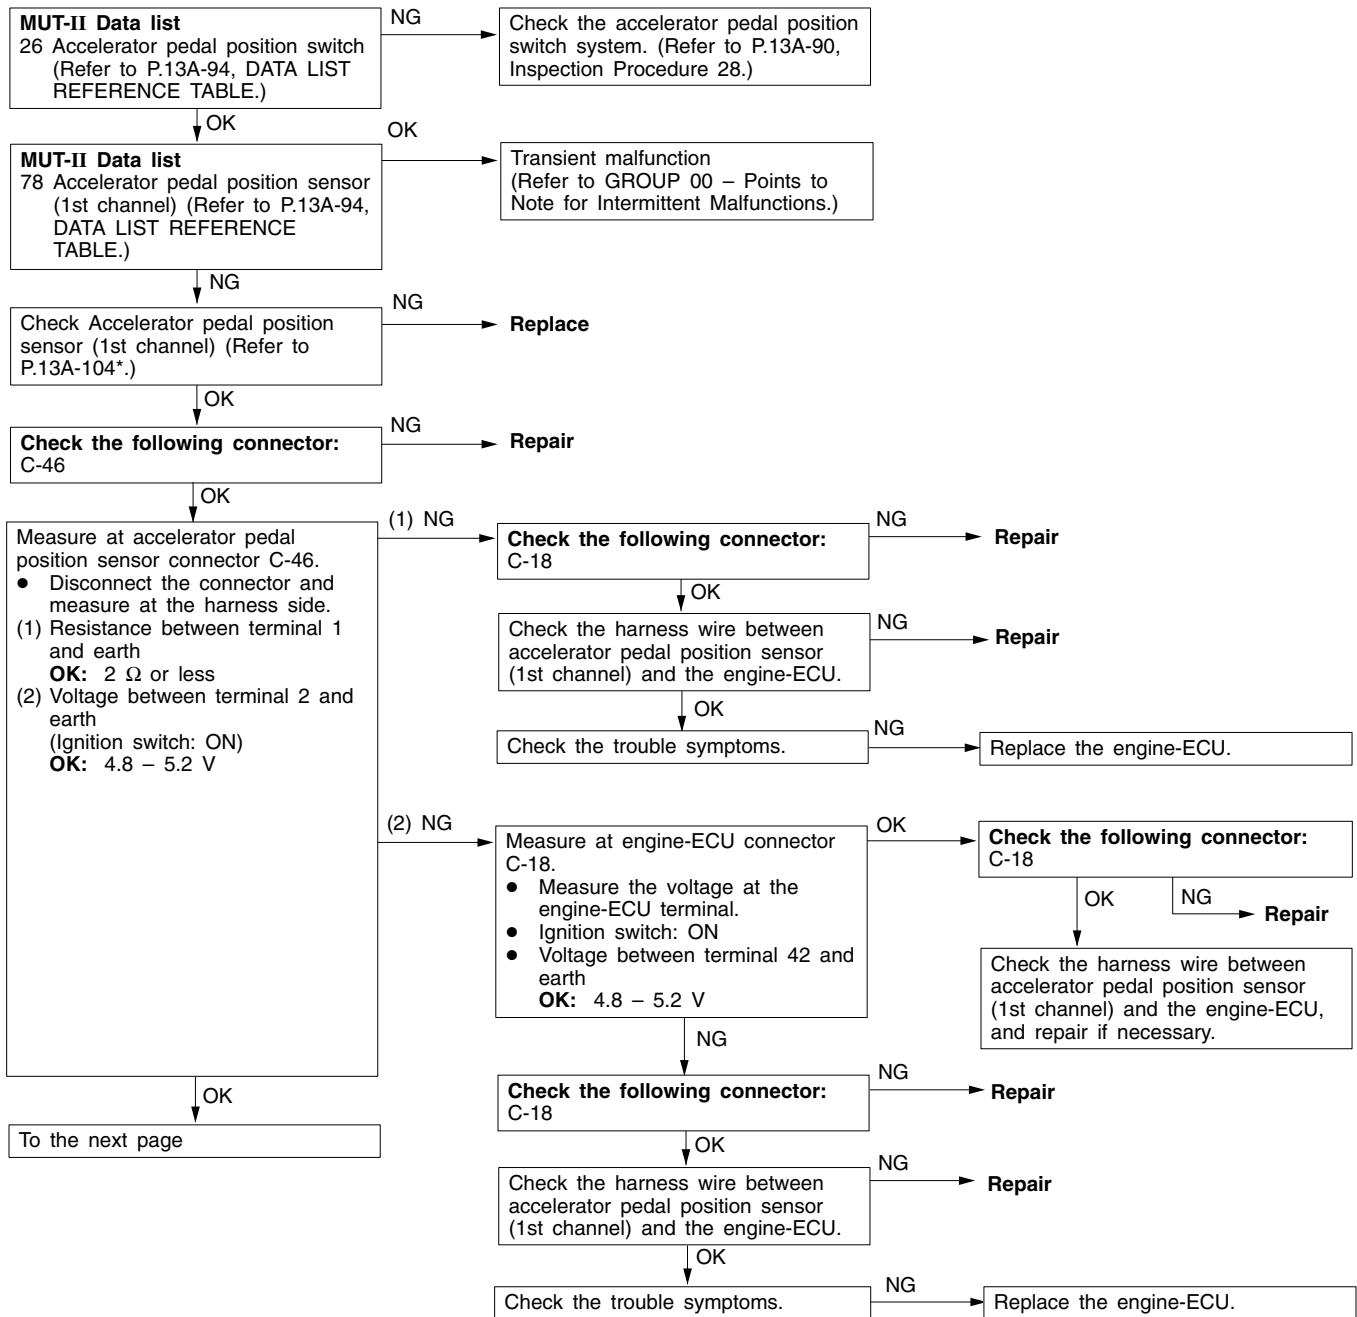 MUT-II Data list
26 Accelerator pedal position switch
(Refer to P.13A-94, DATA LIST
REFERENCE TABLE.)
NG
Check the accelerator pedal position
switch system. (Refer to P.13A-90,
Inspection Procedure 28.)
OK
MUT-II Data list
78 Accelerator pedal position sensor
(1st channel) (Refer to P.13A-94,
DATA LIST REFERENCE
TABLE.)
OK
Transient malfunction
(Refer to GROUP 00 – Points to
Note for Intermittent Malfunctions.)
NG
Check Accelerator pedal position
sensor (1st channel) (Refer to
P.13A-104*.)
NG
Replace
OK
Check the following connector:
C-46
NG
Repair
OK
Measure at accelerator pedal
position sensor connector C-46.
● Disconnect the connector and
measure at the harness side.
(1) Resistance between terminal 1
and earth
OK: 2 Ω or less
(2) Voltage between terminal 2 and
earth
(Ignition switch: ON)
OK: 4.8 – 5.2 V
(1) NG
Check the following connector:
C-18
NG
Repair
OK
Check the harness wire between
accelerator pedal position sensor
(1st channel) and the engine-ECU.
NG
Repair
OK
Check the trouble symptoms.
NG
Replace the engine-ECU.
(2) NG
Measure at engine-ECU connector
C-18.
● Measure the voltage at the
engine-ECU terminal.
● Ignition switch: ON
● Voltage between terminal 42 and
earth
OK: 4.8 – 5.2 V
OK
Check the following connector:
C-18
OK
NG
Repair
Check the harness wire between
accelerator pedal position sensor
(1st channel) and the engine-ECU,
and repair if necessary.
NG
Check the following connector:
C-18
NG
Repair
OK
Check the harness wire between
accelerator pedal position sensor
(1st channel) and the engine-ECU.
NG
Repair
OK
Check the trouble symptoms.
NG
Replace the engine-ECU.
OK
To the next page